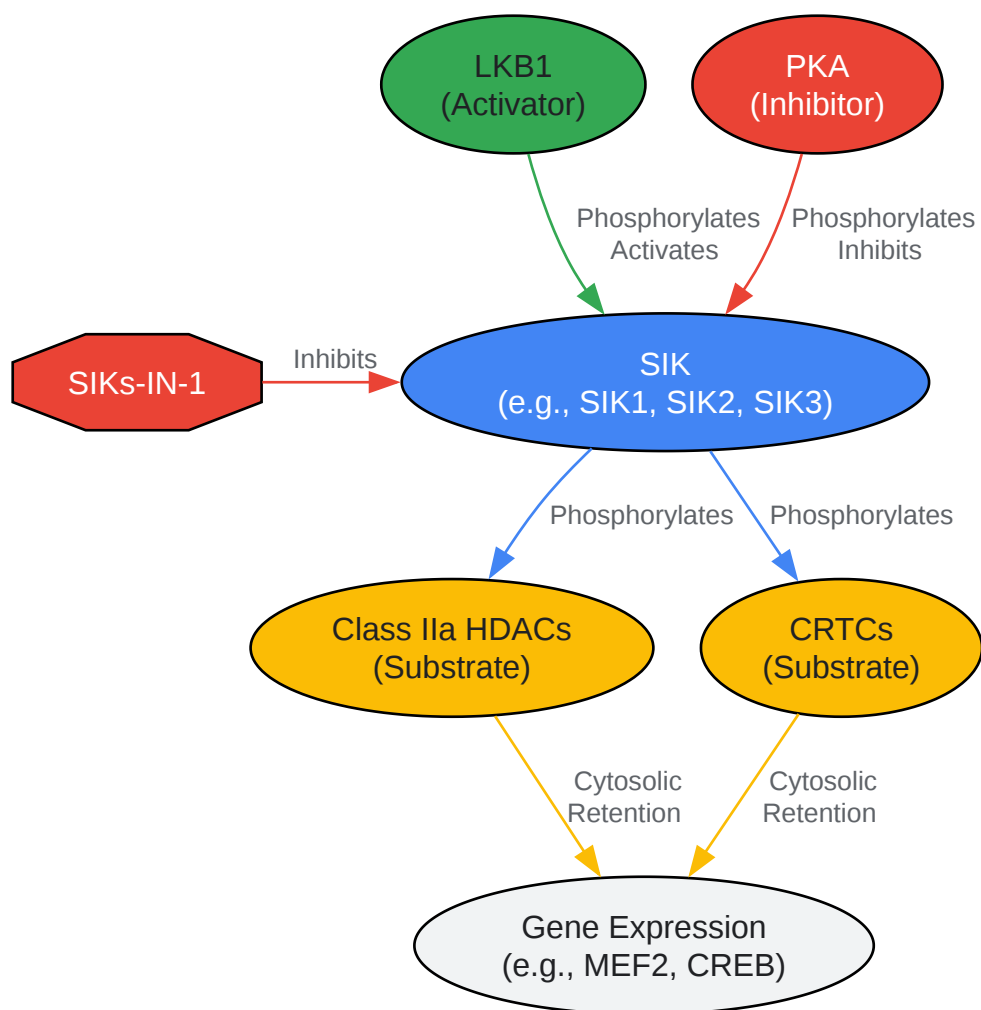 LKB1
(Activator)
PKA
(Inhibitor)
Phosphorylates
Activates
Phosphorylates
Inhibits
SIKs-IN-1
Inhibits
SIK
(e.g., SIK1, SIK2, SIK3)
Phosphorylates
Phosphorylates
Class IIa HDACs
(Substrate)
CRTCs
(Substrate)
Cytosolic
Retention
Cytosolic
Retention
Gene Expression
(e.g., MEF2, CREB)